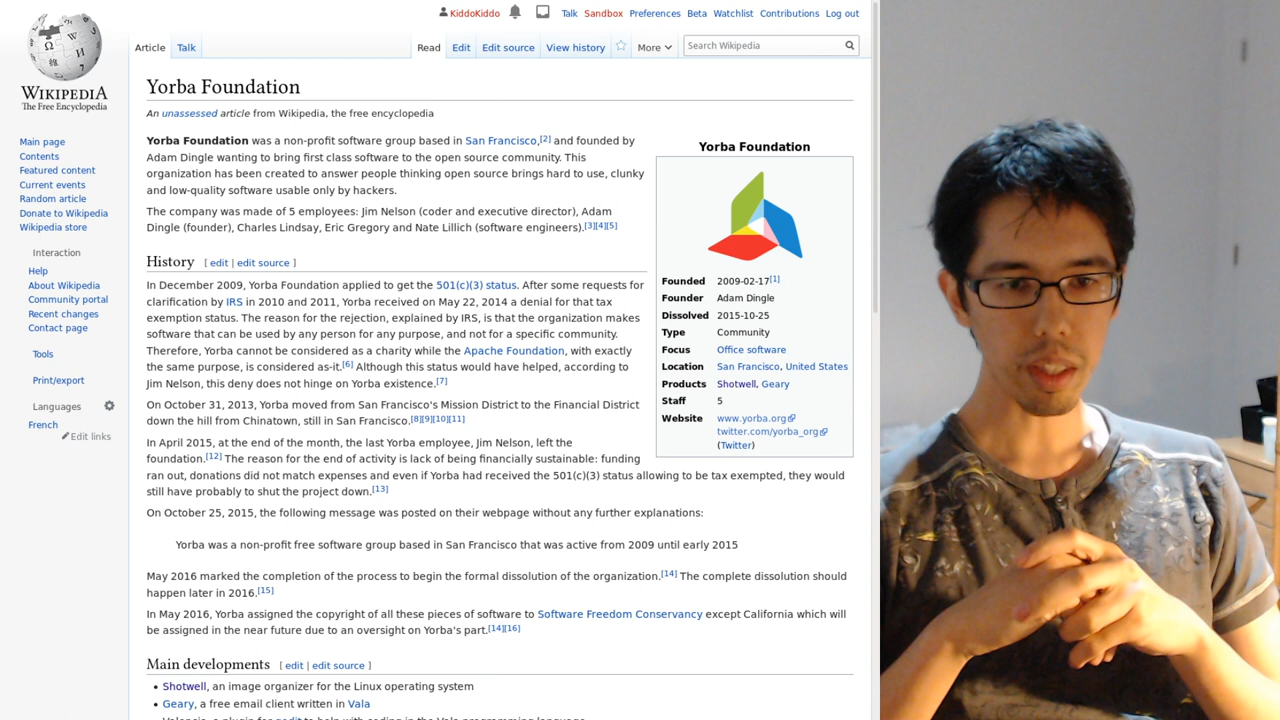 KiddoKiddo Talk Sandbox Preferences Beta Watchlist Contributions Log out
Article Talk Read Edit Edit source View history More Search Wikipedia
WIKIPEDIA
The Free Encyclopedia
Main page
Contents
Featured content
Current events
Random article
Donate to Wikipedia
Wikipedia store
Interaction
Help
About Wikipedia
Community portal
Recent changes
Contact page
Tools
Print/export
Languages
French
Edit links
Yorba Foundation
An unassessed article from Wikipedia, the free encyclopedia
Yorba Foundation was a non-profit software group based in San Francisco,[2] and founded by
Adam Dingle wanting to bring first class software to the open source community. This
organization has been created to answer people thinking open source brings hard to use, clunky
and low-quality software usable only by hackers.
The company was made of 5 employees: Jim Nelson (coder and executive director), Adam
Dingle (founder), Charles Lindsay, Eric Gregory and Nate Lillich (software engineers).[3][4][5]
Yorba Foundation
Founded 2009-02-17[1]
Founder Adam Dingle
Dissolved 2015-10-25
Type Community
Focus Office software
Location San Francisco, United States
Products Shotwell, Geary
Staff 5
Website www.yorba.org
twitter.com/yorba_org
(Twitter)
History [ edit | edit source ]
In December 2009, Yorba Foundation applied to get the 501(c)(3) status. After some requests for
clarification by IRS in 2010 and 2011, Yorba received on May 22, 2014 a denial for that tax
exemption status. The reason for the rejection, explained by IRS, is that the organization makes
software that can be used by any person for any purpose, and not for a specific community.
Therefore, Yorba cannot be considered as a charity while the Apache Foundation, with exactly
the same purpose, is considered as-it.[6] Although this status would have helped, according to
Jim Nelson, this deny does not hinge on Yorba existence.[7]
On October 31, 2013, Yorba moved from San Francisco's Mission District to the Financial District
down the hill from Chinatown, still in San Francisco.[8][9][10][11]
In April 2015, at the end of the month, the last Yorba employee, Jim Nelson, left the
foundation.[12] The reason for the end of activity is lack of being financially sustainable: funding
ran out, donations did not match expenses and even if Yorba had received the 501(c)(3) status allowing to be tax exempted, they would
still have probably to shut the project down.[13]
On October 25, 2015, the following message was posted on their webpage without any further explanations:
Yorba was a non-profit free software group based in San Francisco that was active from 2009 until early 2015
May 2016 marked the completion of the process to begin the formal dissolution of the organization.[14] The complete dissolution should
happen later in 2016.[15]
In May 2016, Yorba assigned the copyright of all these pieces of software to Software Freedom Conservancy except California which will
be assigned in the near future due to an oversight on Yorba's part.[14][16]
Main developments [ edit | edit source ]
• Shotwell, an image organizer for the Linux operating system
• Geary, a free email client written in Vala
• Valencia, a plugin for gedit to help with coding in the Vala programming language